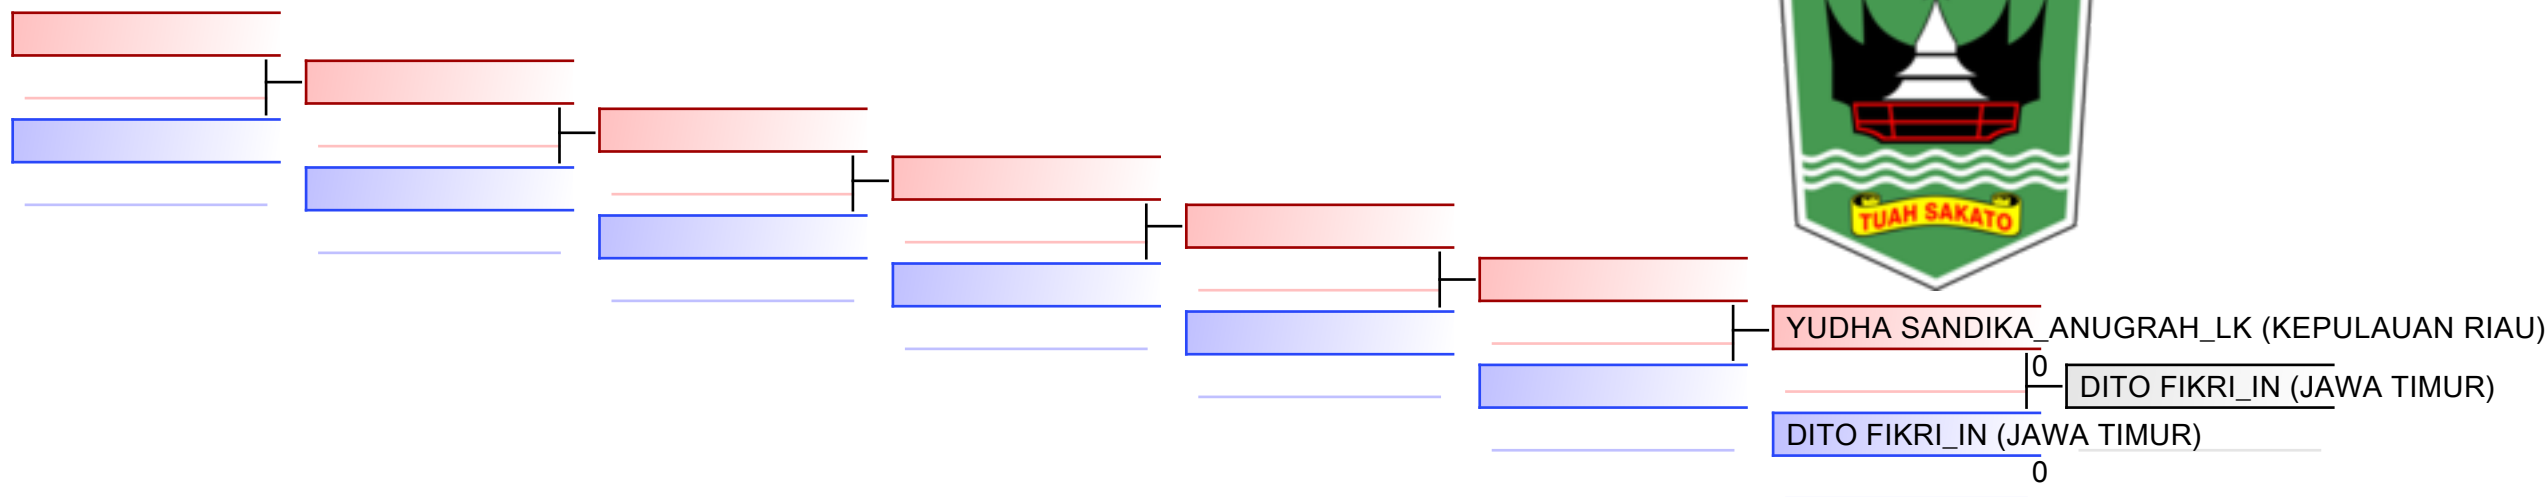 TUAH SAKATO
YUDHA SANDIKA_ANUGRAH_LK (KEPULAUAN RIAU)
0
DITO FIKRI_IN (JAWA TIMUR)
DITO FIKRI_IN (JAWA TIMUR)
0